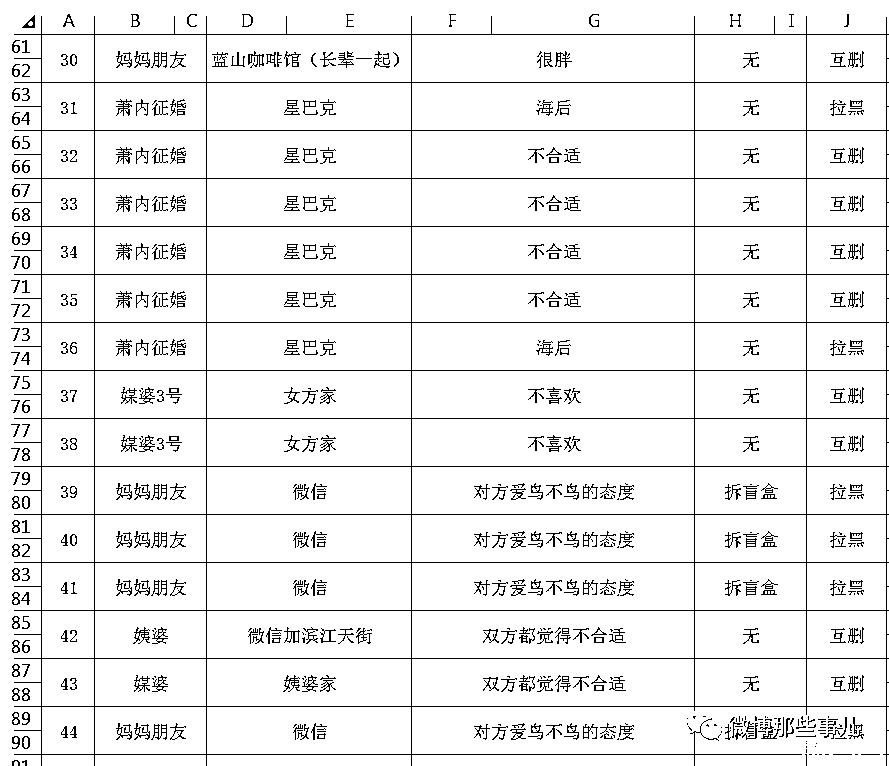 A B C D E F G H I J
61 62 30 妈妈朋友 蓝山咖啡馆（长辈一起） 很胖 无 互删
63 64 31 萧内征婚 星巴克 海后 无 拉黑
65 66 32 萧内征婚 星巴克 不合适 无 互删
67 68 33 萧内征婚 星巴克 不合适 无 互删
69 70 34 萧内征婚 星巴克 不合适 无 互删
71 72 35 萧内征婚 星巴克 不合适 无 互删
73 74 36 萧内征婚 星巴克 海后 无 拉黑
75 76 37 媒婆3号 女方家 不喜欢 无 互删
77 78 38 媒婆3号 女方家 不喜欢 无 互删
79 80 39 妈妈朋友 微信 对方爱鸟不鸟的态度 拆盲盒 拉黑
81 82 40 妈妈朋友 微信 对方爱鸟不鸟的态度 拆盲盒 拉黑
83 84 41 妈妈朋友 微信 对方爱鸟不鸟的态度 拆盲盒 拉黑
85 86 42 姨婆 微信加滨江天街 双方都觉得不合适 无 互删
87 88 43 媒婆 姨婆家 双方都觉得不合适 无 互删
89 90 44 妈妈朋友 微信 对方爱鸟不鸟的态度
微博那些事儿